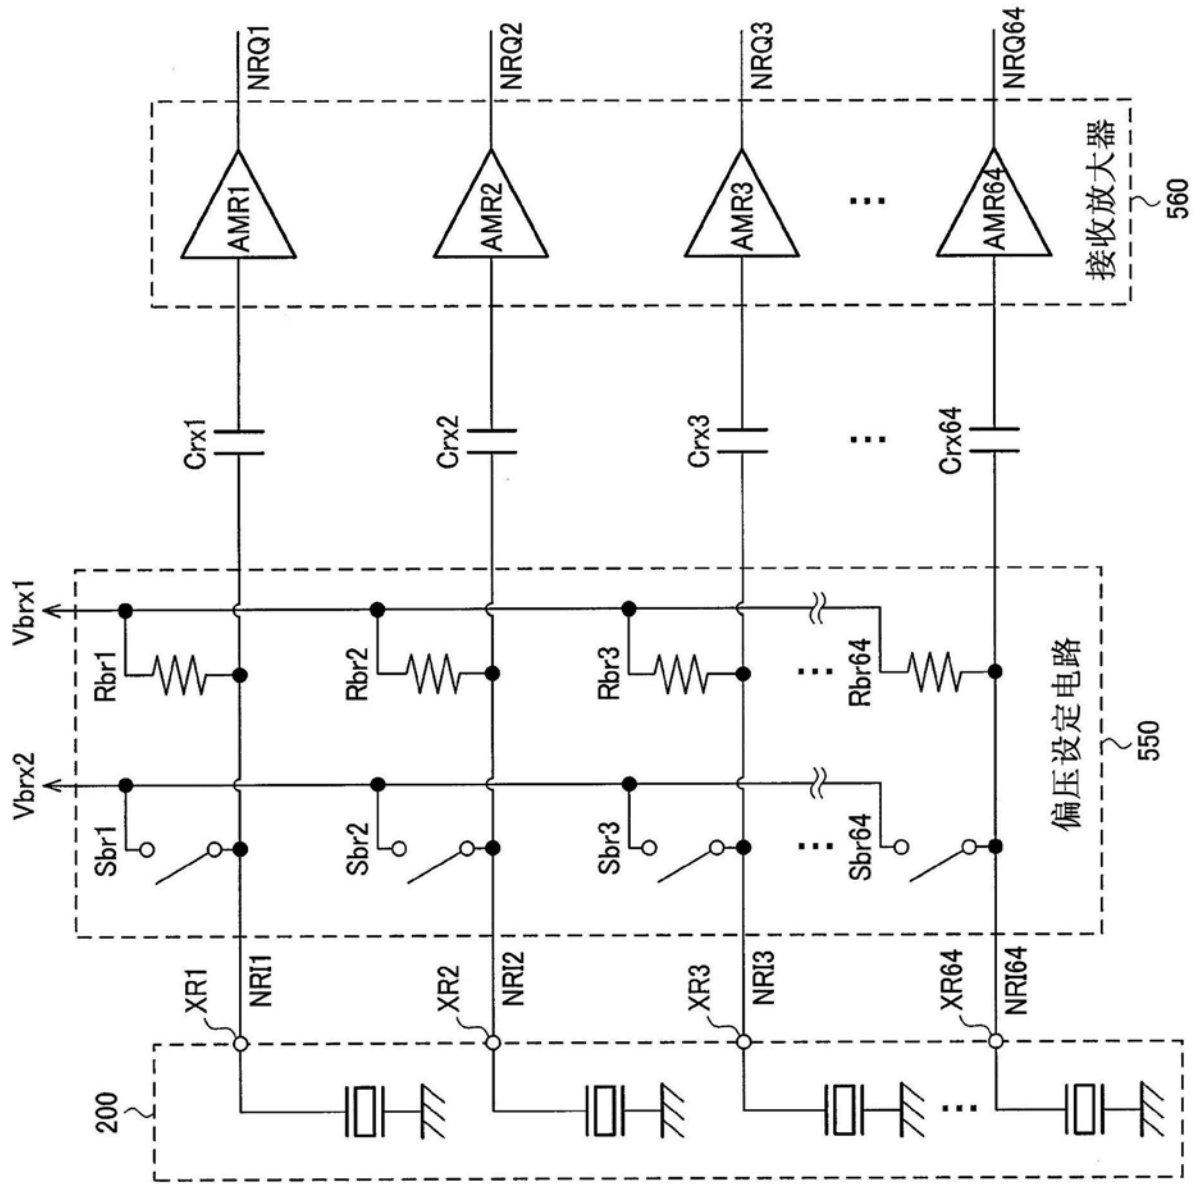 NRQ1
NRQ2
NRQ3
NRQ64
AMR1
AMR2
AMR3
...
AMR64
接收放大器
560
Crx1
Crx2
Crx3
...
Crx64
Vbrx1
Rbr1
Rbr2
Rbr3
...
Rbr64
Vbrx2
Sbr1
Sbr2
Sbr3
...
Sbr64
偏压设定电路
550
XR1
XR2
XR3
XR64
NRI1
NRI2
NRI3
NRI64
200
...